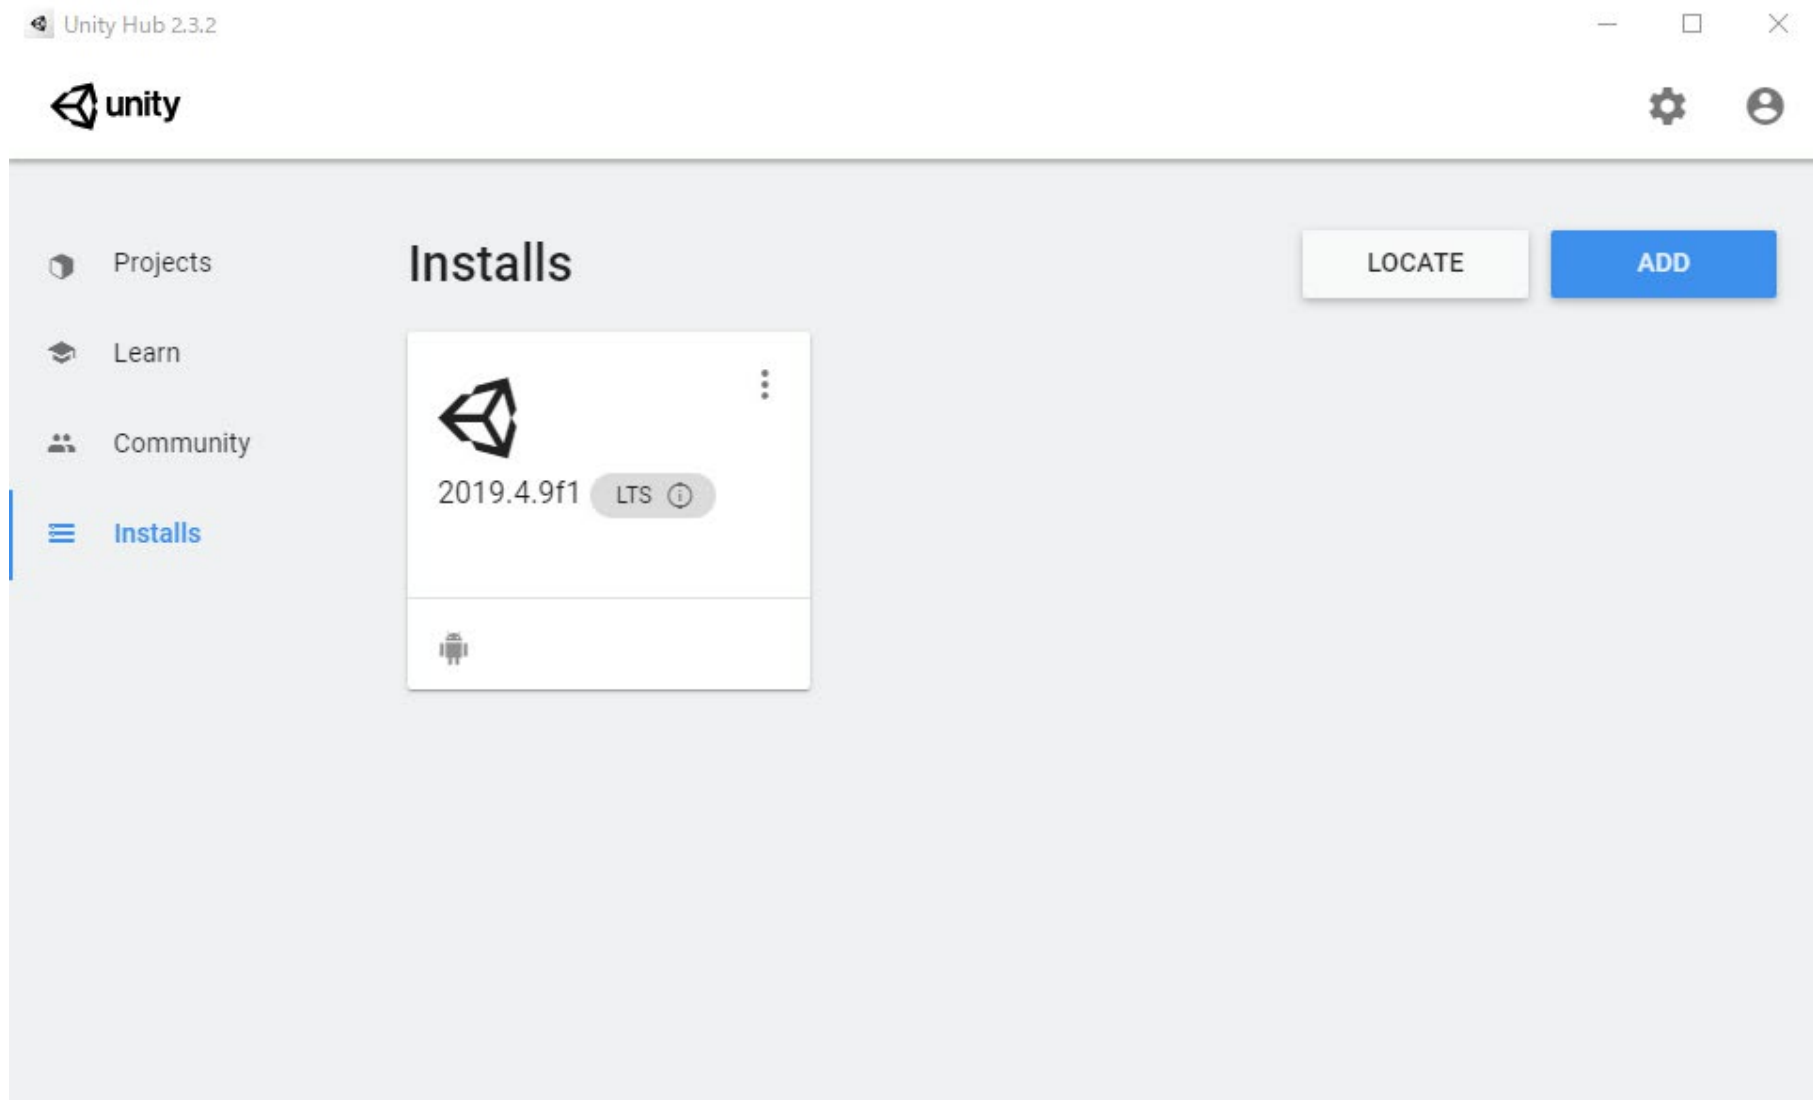 Unity Hub 2.3.2
unity
Projects
Learn
Community
Installs
Installs
LOCATE
ADD
2019.4.9f1 LTS